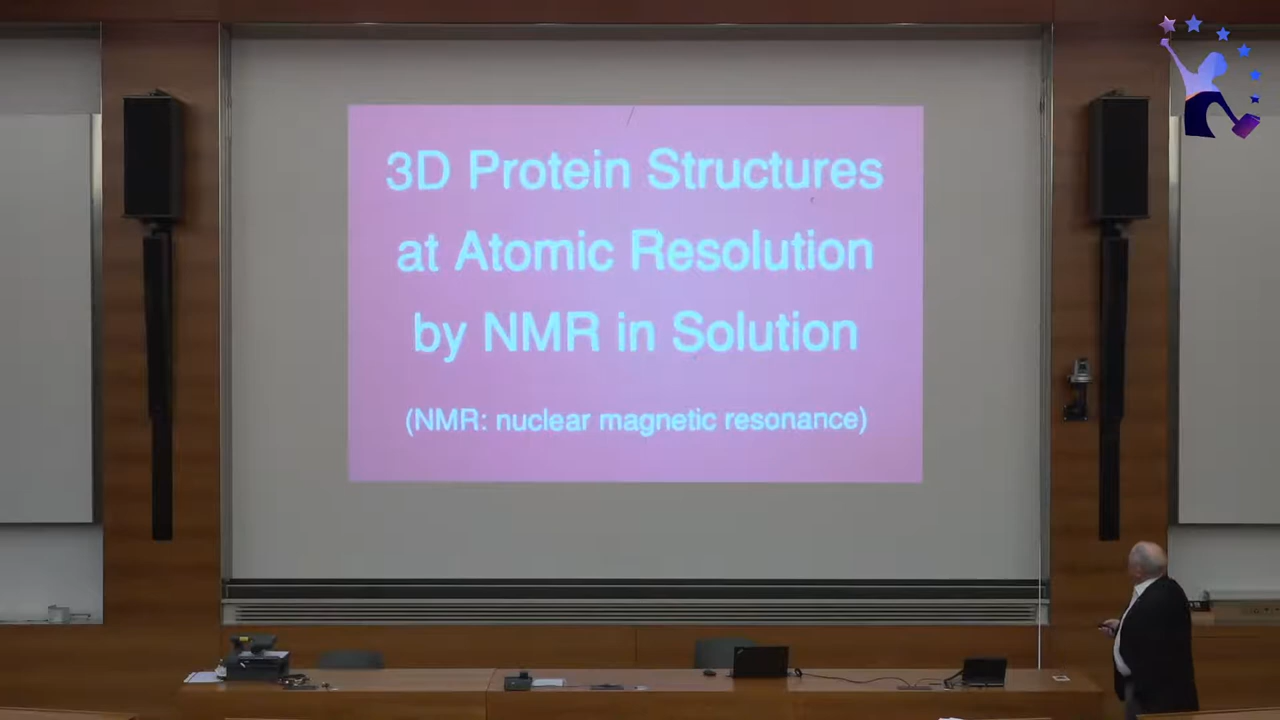 3D Protein Structures
at Atomic Resolution
by NMR in Solution
(NMR: nuclear magnetic resonance)